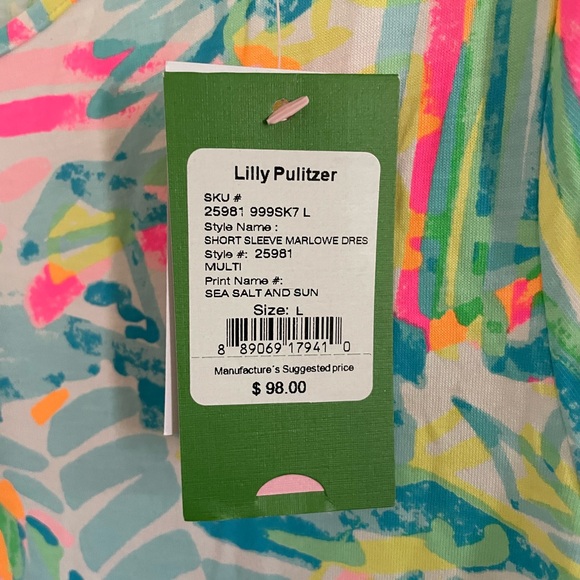 Lilly Pulitzer
SKU #
25981 999SK7 L
Style Name :
SHORT SLEEVE MARLOWE DRES
Style #: 25981
MULTI
Print Name #:
SEA SALT AND SUN
Size: L
8 89069 17941 0
Manufacture's Suggested price
$ 98.00